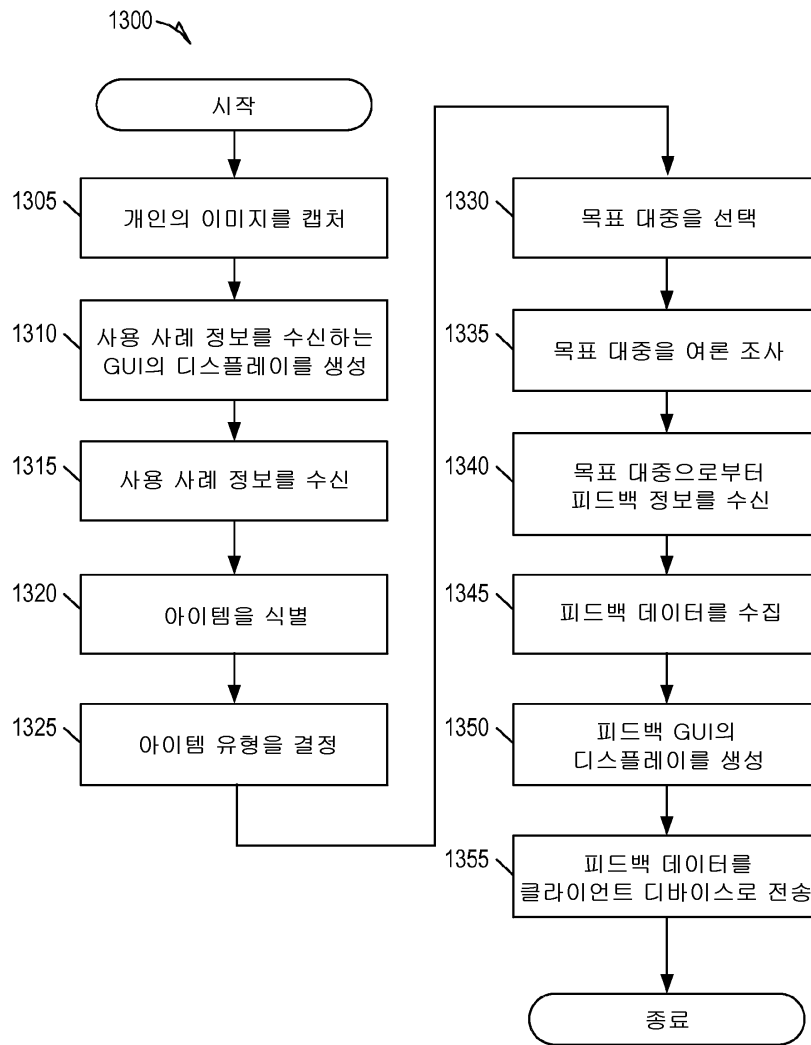 1300
시작
1305
개인의 이미지를 캡처
1310
사용 사례 정보를 수신하는
GUI의 디스플레이를 생성
1315
사용 사례 정보를 수신
1320
아이템을 식별
1325
아이템 유형을 결정
1330
목표 대중을 선택
1335
목표 대중을 여론 조사
1340
목표 대중으로부터
피드백 정보를 수신
1345
피드백 데이터를 수집
1350
피드백 GUI의
디스플레이를 생성
1355
피드백 데이터를
클라이언트 디바이스로 전송
종료